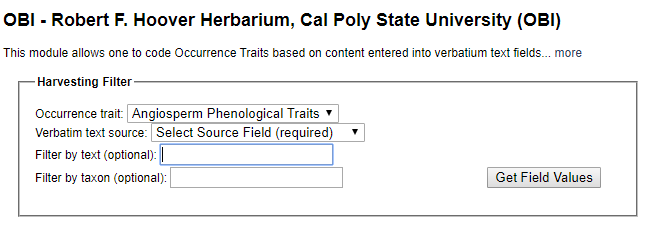 OBI - Robert F. Hoover Herbarium, Cal Poly State University (OBI)
This module allows one to code Occurrence Traits based on content entered into verbatium text fields... more
Harvesting Filter
Occurrence trait: Angiosperm Phenological Traits
Verbatim text source: Select Source Field (required)
Filter by text (optional):
Filter by taxon (optional): Get Field Values